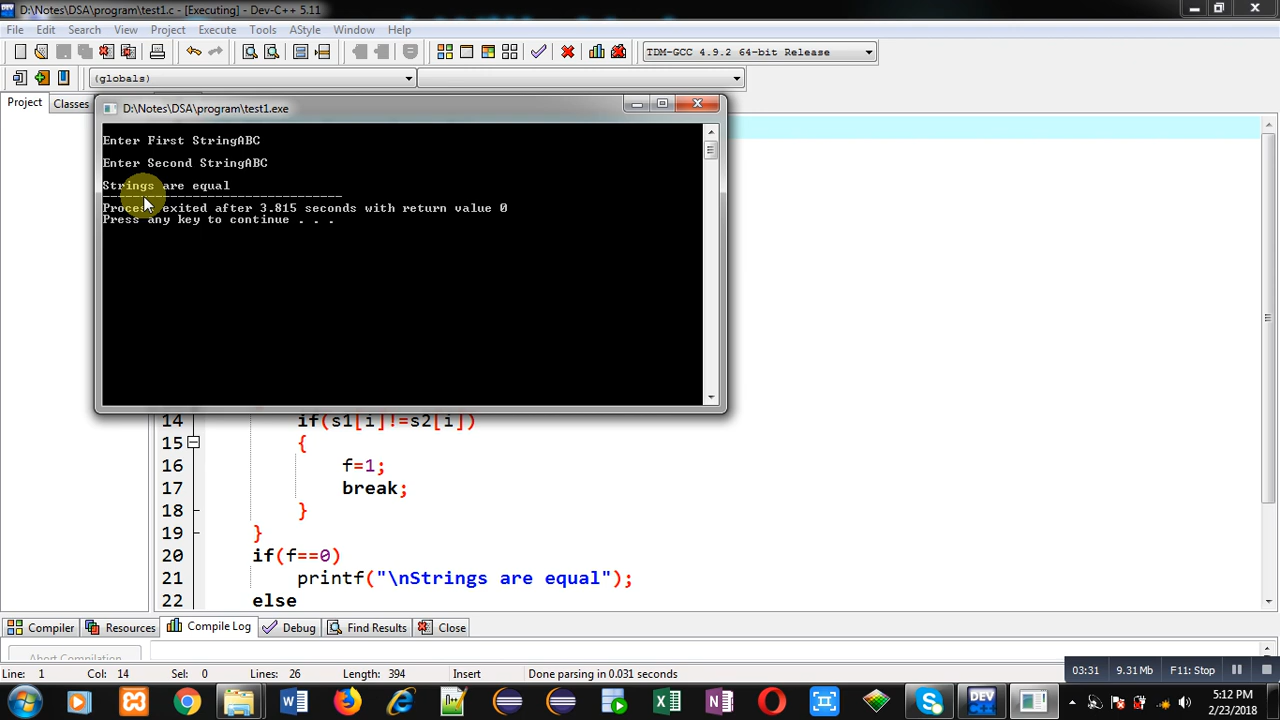 D:\Notes\DSA\program\test1.c - [Executing] - Dev-C++ 5.11
File Edit Search View Project Execute Tools AStyle Window Help
TDM-GCC 4.9.2 64-bit Release
(globals)
Project Classes
D:\Notes\DSA\program\test1.exe
Enter First StringABC
Enter Second StringABC
Strings are equal
--------------------------------
Process exited after 3.815 seconds with return value 0
Press any key to continue . . .
14 if(s1[i]!=s2[i])
15 {
16 f=1;
17 break;
18 }
19 }
20 if(f==0)
21 printf("\nStrings are equal");
22 else
Compiler Resources Compile Log Debug Find Results Close
Abort Compilation
Line: 1 Col: 14 Sel: 0 Lines: 26 Length: 394 Insert Done parsing in 0.031 seconds
03:31 9.31 Mb F11: Stop
5:12 PM
2/23/2018